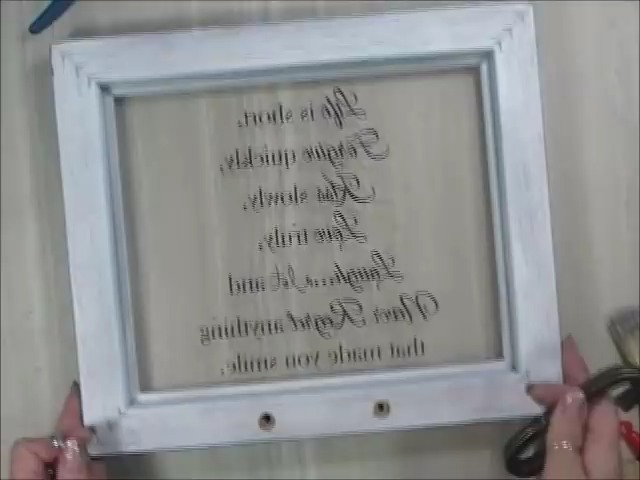 Life is short,
Forgive quickly,
Kiss slowly,
Love truly,
Laugh and
Never Regret anything
that made you smile.